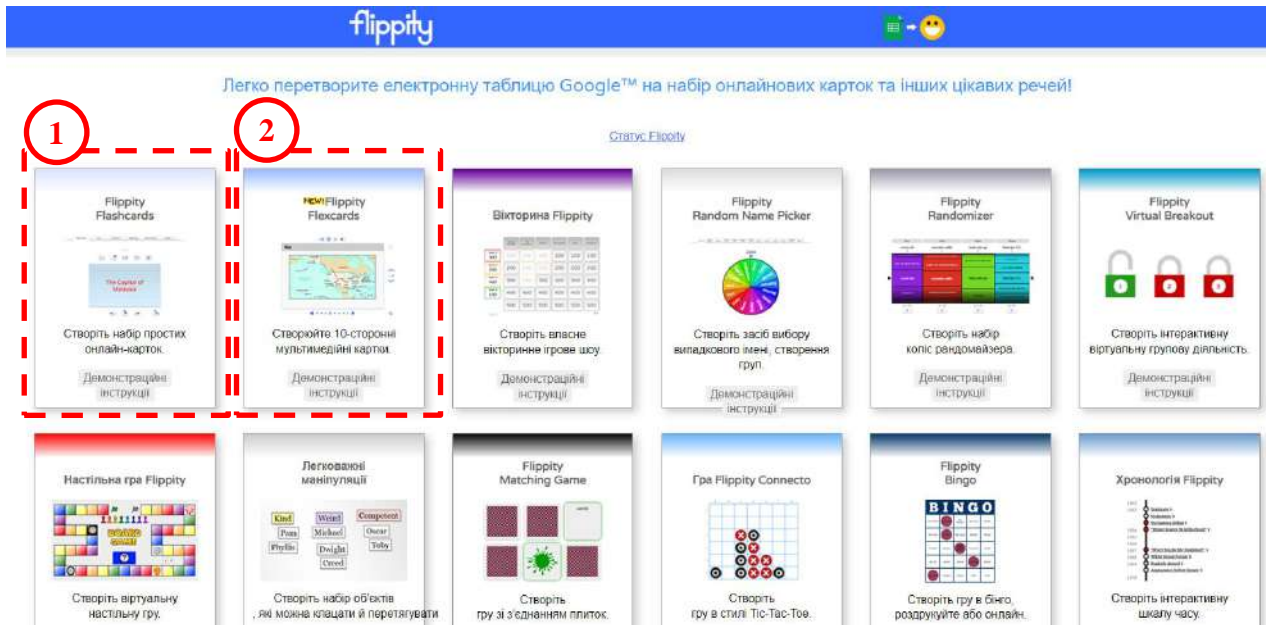 flippity
Легко перетворите електронну таблицю Google™ на набір онлайнових карток та інших цікавих речей!
1
2
Статус Flippity
Flippity
Flashcards
The Capital of
Створіть набір простих
онлайн-карток.
Демонстраційні
інструкції
NEW! Flippity
Flexcards
Створюйте 10-сторонні
мультимедійні картки.
Демонстраційні
інструкції
Вікторина Flippity
Створіть власне
вікторинне ігрове шоу.
Демонстраційні
інструкції
Flippity
Random Name Picker
Створіть засіб вибору
випадкового імені, створення
груп.
Демонстраційні
інструкції
Flippity
Randomizer
Створіть набір
коліс рандомайзера.
Демонстраційні
інструкції
Flippity
Virtual Breakout
1
2
3
Створіть інтерактивну
віртуальну групову діяльність.
Демонстраційні
інструкції
Настільна гра Flippity
BOARD
GAME
?
Створіть віртуальну
настільну гру.
Легковажні
маніпуляції
Kind Weird Competent
Pam Michael Oscar
Phyllis Dwight Toby
Creed
Створіть набір об'єктів
, які можна клацати й перетягувати
Flippity
Matching Game
Створіть
гру зі з'єднанням плиток.
Гра Flippity Connecto
Створіть
гру в стилі Tic-Tac-Toe.
Flippity
Bingo
BINGO
Створіть гру в бінго,
роздрукуйте або онлайн.
Хронологія Flippity
Створіть інтерактивну
шкалу часу.